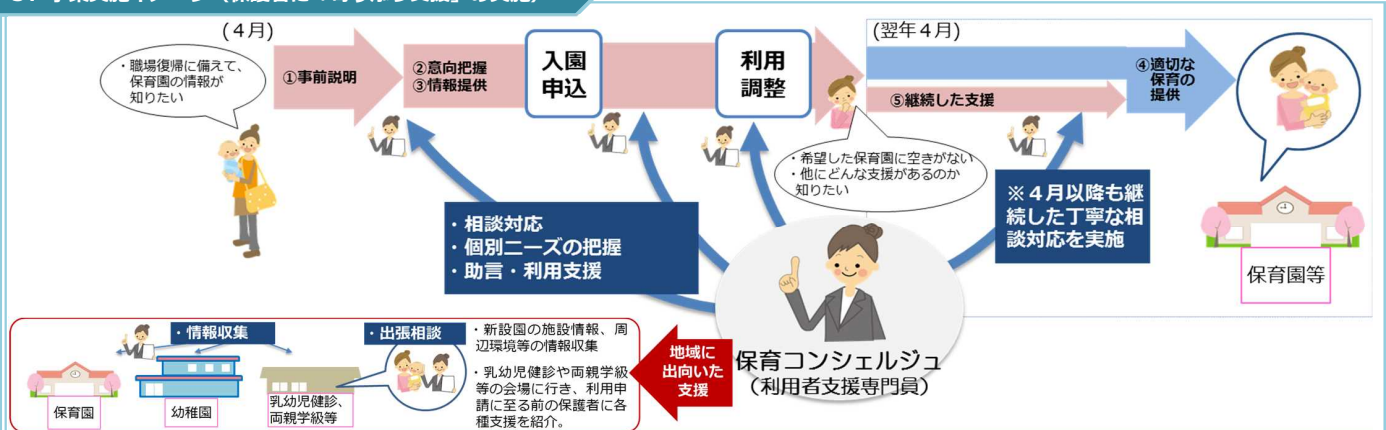 (４月)
(翌年４月)
・職場復帰に備えて、
保育園の情報が
知りたい
①事前説明
②意向把握
③情報提供
入園
申込
利用
調整
④適切な
保育の
提供
⑤継続した支援
・希望した保育園に空きがない
・他にどんな支援があるのか
知りたい
・相談対応
・個別ニーズの把握
・助言・利用支援
※４月以降も継
続した丁寧な相
談対応を実施
保育園等
保育コンシェルジュ
（利用者支援専門員）
地域に
出向いた
支援
・情報収集
・出張相談
・新設園の施設情報、周
辺環境等の情報収集
・乳幼児健診や両親学級
等の会場に行き、利用申
請に至る前の保護者に各
種支援を紹介。
保育園
幼稚園
乳幼児健診、
両親学級等